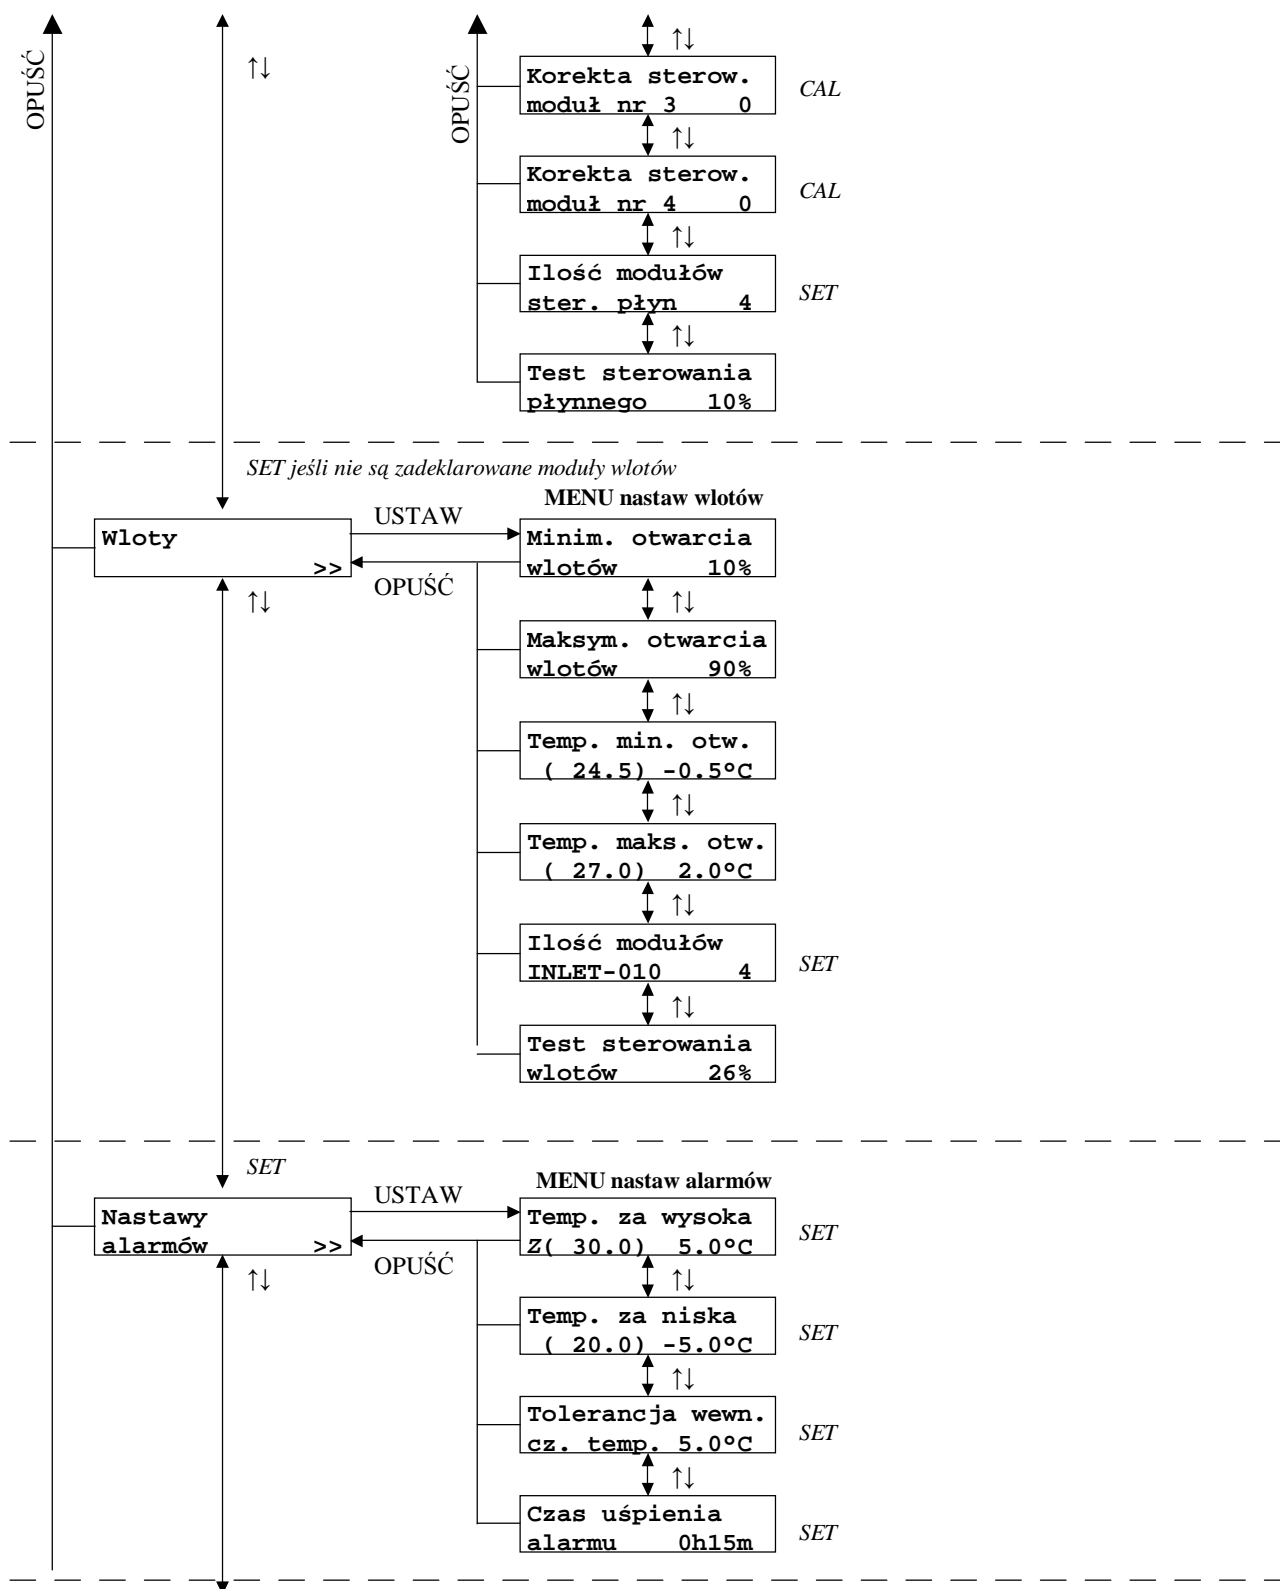 OPUŚĆ
↑↓
OPUŚĆ
↑↓
Korekta sterow.
moduł nr 3 0
CAL
↑↓
Korekta sterow.
moduł nr 4 0
CAL
↑↓
Ilość modułów
ster. płyn 4
SET
↑↓
Test sterowania
płynnego 10%
SET jeśli nie są zadeklarowane moduły wlotów
MENU nastaw wlotów
Wloty
>>
USTAW
OPUŚĆ
↑↓
Minim. otwarcia
wlotów 10%
↑↓
Maksym. otwarcia
wlotów 90%
↑↓
Temp. min. otw.
( 24.5) -0.5°C
↑↓
Temp. maks. otw.
( 27.0) 2.0°C
↑↓
Ilość modułów
INLET-010 4
SET
↑↓
Test sterowania
wlotów 26%
SET
MENU nastaw alarmów
Nastawy
alarmów >>
USTAW
OPUŚĆ
↑↓
Temp. za wysoka
Z( 30.0) 5.0°C
SET
↑↓
Temp. za niska
( 20.0) -5.0°C
SET
↑↓
Tolerancja wewn.
cz. temp. 5.0°C
SET
↑↓
Czas uśpienia
alarmu 0h15m
SET